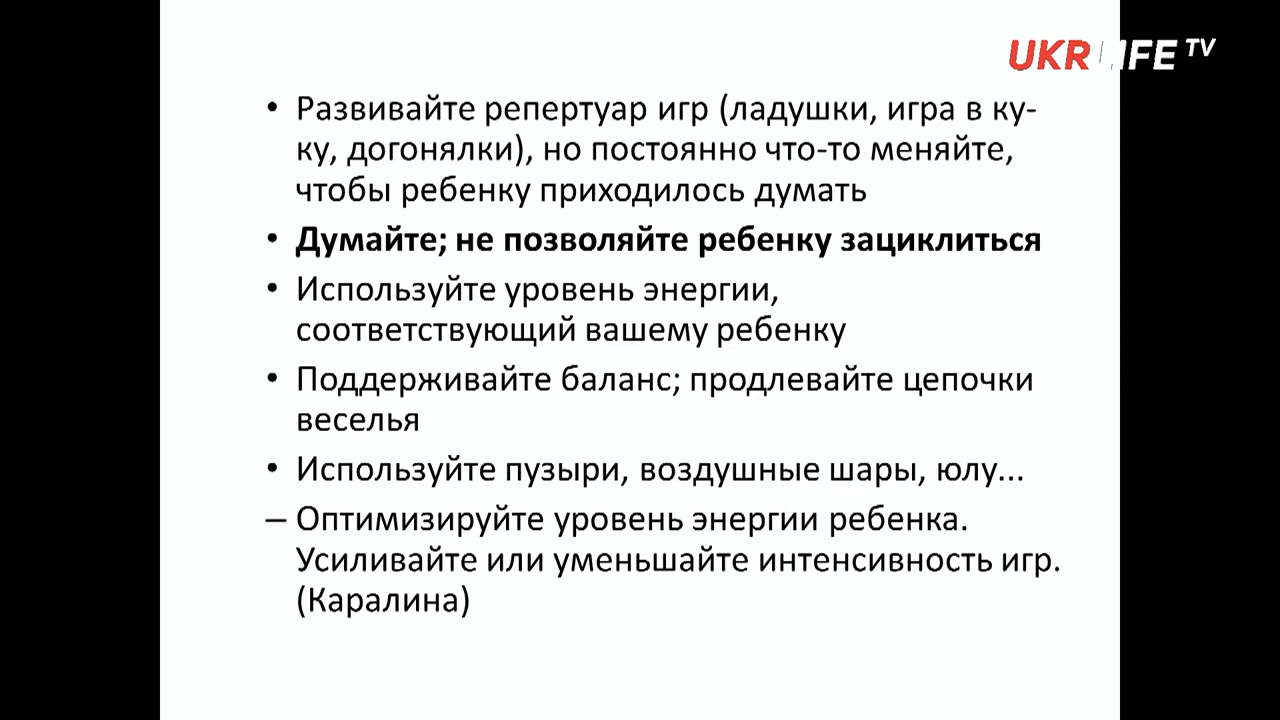 UKRLIFE TV
• Развивайте репертуар игр (ладушки, игра в ку-
ку, догонялки), но постоянно что-то меняйте,
чтобы ребенку приходилось думать
• Думайте; не позволяйте ребенку зациклиться
• Используйте уровень энергии,
соответствующий вашему ребенку
• Поддерживайте баланс; продлевайте цепочки
веселья
• Используйте пузыри, воздушные шары, юлу...
– Оптимизируйте уровень энергии ребенка.
Усиливайте или уменьшайте интенсивность игр.
(Каралина)